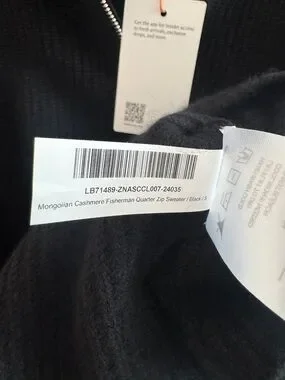 Get the app for insider access
to fresh arrivals, exclusive
drops, and more.
LB71489-ZNASCCL007-24035
Mongolian Cashmere Fisherman Quarter Zip Sweater / Black / S